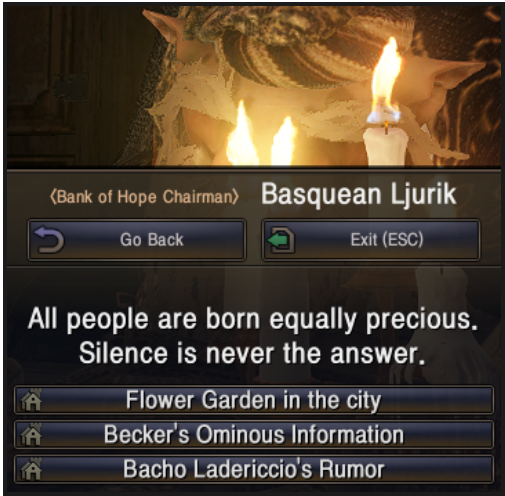 〈Bank of Hope Chairman〉 Basquean Ljurik
Go Back Exit (ESC)
All people are born equally precious.
Silence is never the answer.
Flower Garden in the city
Becker's Ominous Information
Bacho Ladericcio's Rumor